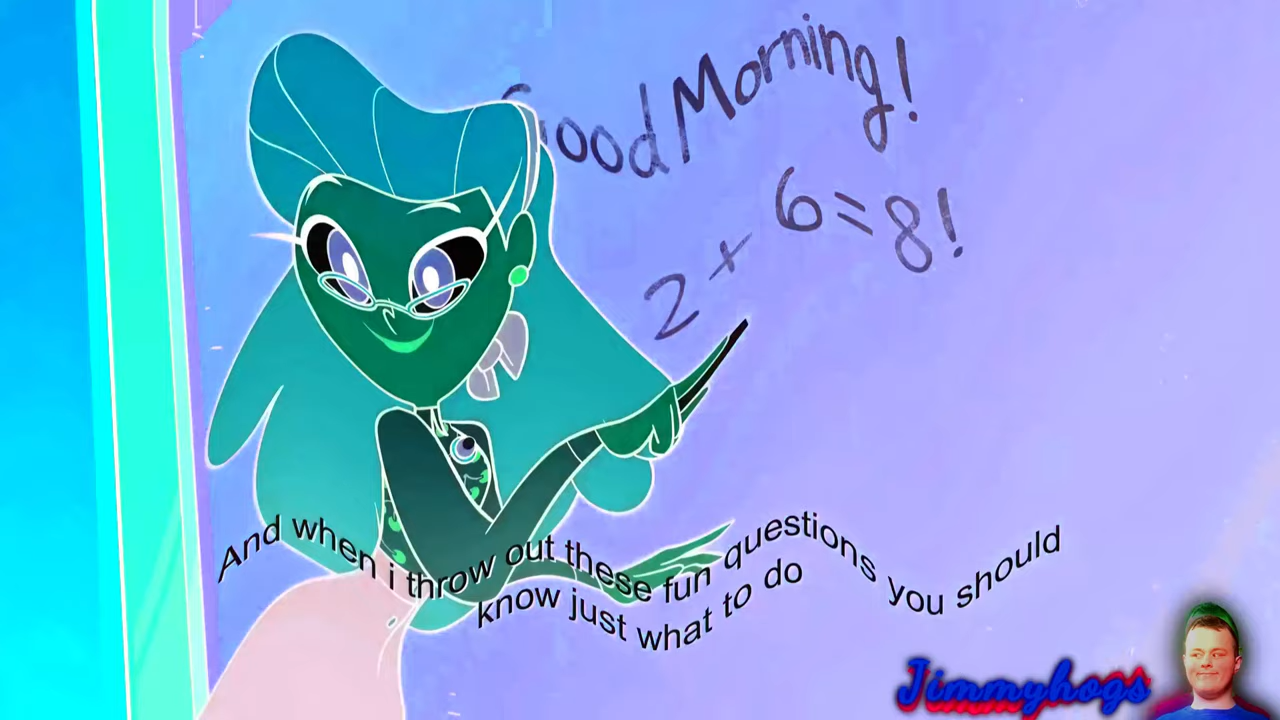 Good Morning!
2 + 6 = 8!
And when i throw out these fun questions you should
know just what to do
Jimmyhogs